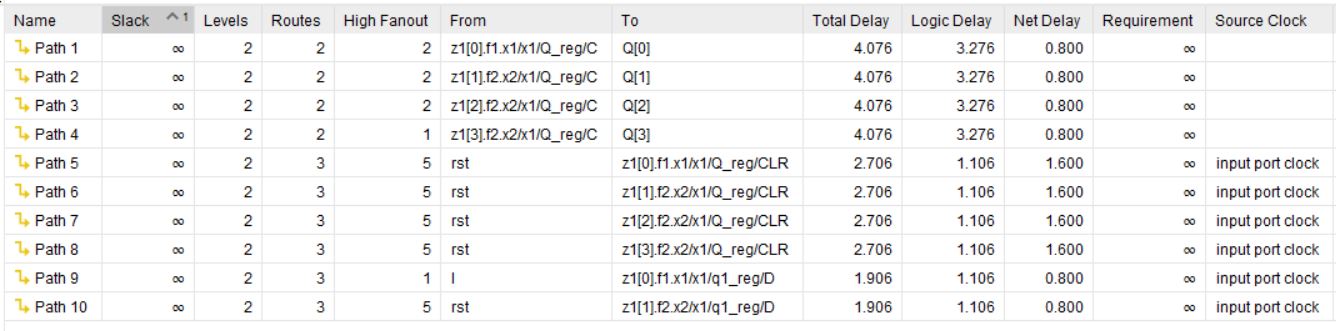 Name Slack ^1 Levels Routes High Fanout From To Total Delay Logic Delay Net Delay Requirement Source Clock
Path 1 ∞ 2 2 2 z1[0].f1.x1/x1/Q_reg/C Q[0] 4.076 3.276 0.800 ∞
Path 2 ∞ 2 2 2 z1[1].f2.x2/x1/Q_reg/C Q[1] 4.076 3.276 0.800 ∞
Path 3 ∞ 2 2 2 z1[2].f2.x2/x1/Q_reg/C Q[2] 4.076 3.276 0.800 ∞
Path 4 ∞ 2 2 1 z1[3].f2.x2/x1/Q_reg/C Q[3] 4.076 3.276 0.800 ∞
Path 5 ∞ 2 3 5 rst z1[0].f1.x1/x1/Q_reg/CLR 2.706 1.106 1.600 ∞ input port clock
Path 6 ∞ 2 3 5 rst z1[1].f2.x2/x1/Q_reg/CLR 2.706 1.106 1.600 ∞ input port clock
Path 7 ∞ 2 3 5 rst z1[2].f2.x2/x1/Q_reg/CLR 2.706 1.106 1.600 ∞ input port clock
Path 8 ∞ 2 3 5 rst z1[3].f2.x2/x1/Q_reg/CLR 2.706 1.106 1.600 ∞ input port clock
Path 9 ∞ 2 3 1 I z1[0].f1.x1/x1/q1_reg/D 1.906 1.106 0.800 ∞ input port clock
Path 10 ∞ 2 3 5 rst z1[1].f2.x2/x1/q1_reg/D 1.906 1.106 0.800 ∞ input port clock